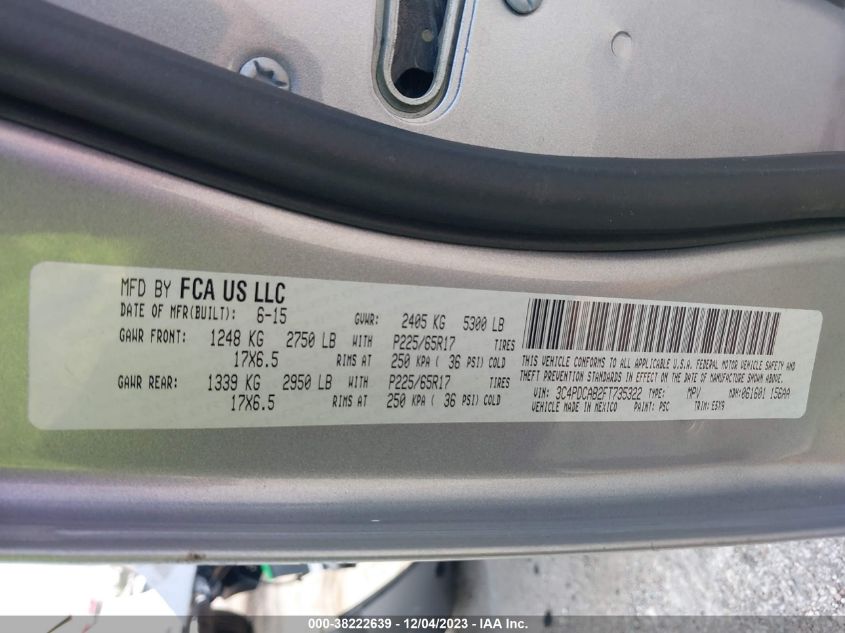 MFD BY FCA US LLC
DATE OF MFR(BUILT): 6-15 GVWR: 2405 KG 5300 LB
GAWR FRONT: 1248 KG 2750 LB WITH P225/65R17 TIRES
17X6.5 RIMS AT 250 KPA ( 36 PSI) COLD
GAWR REAR: 1339 KG 2950 LB WITH P225/65R17 TIRES
17X6.5 RIMS AT 250 KPA ( 36 PSI) COLD
THIS VEHICLE CONFORMS TO ALL APPLICABLE U.S.A. FEDERAL MOTOR VEHICLE SAFETY AND
THEFT PREVENTION STANDARDS IN EFFECT ON THE DATE OF MANUFACTURE SHOWN ABOVE.
VIN: 3C4PDCAB2FT735322 TYPE: MPV MDH: 061601 156AA
VEHICLE MADE IN MEXICO PAINT: PSC TRIM: E5X9
000-38222639 - 12/04/2023 - IAA Inc.